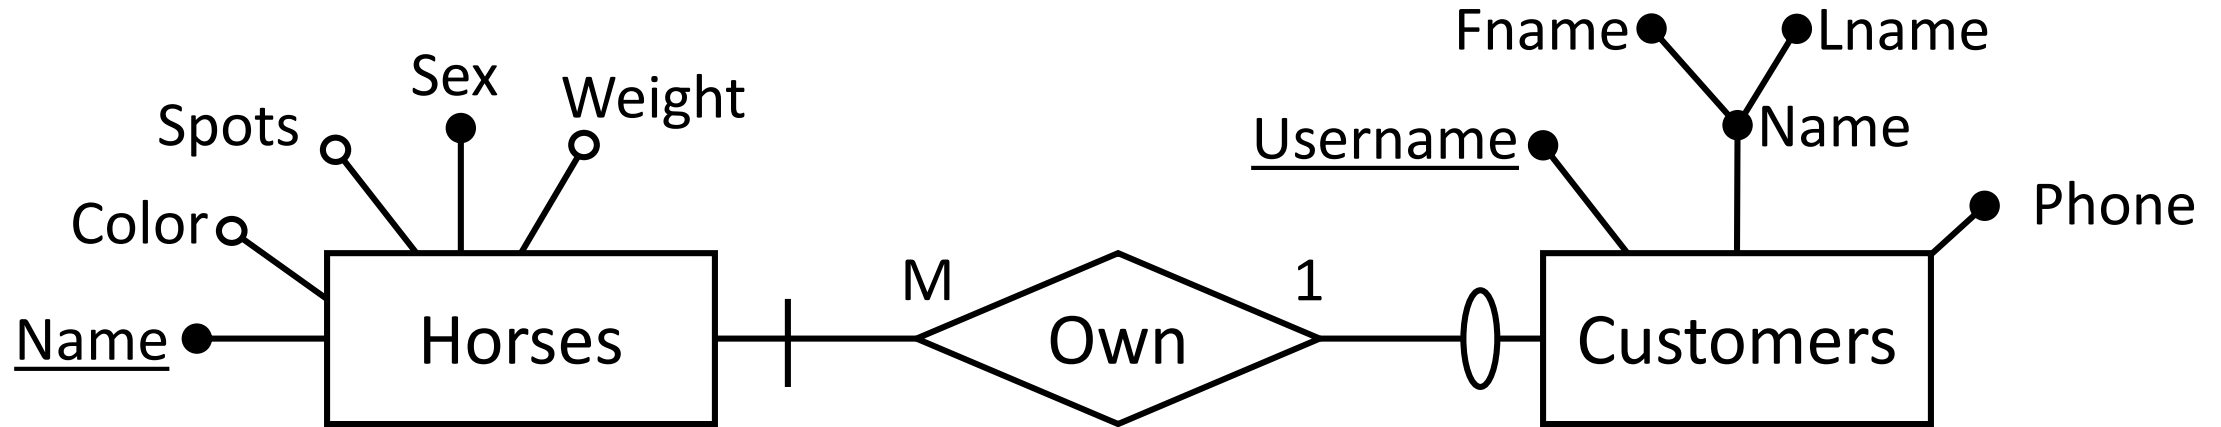 Fname
Lname
Sex
Weight
Spots
Name
Username
Color
Phone
M
1
Name
Horses
Own
Customers